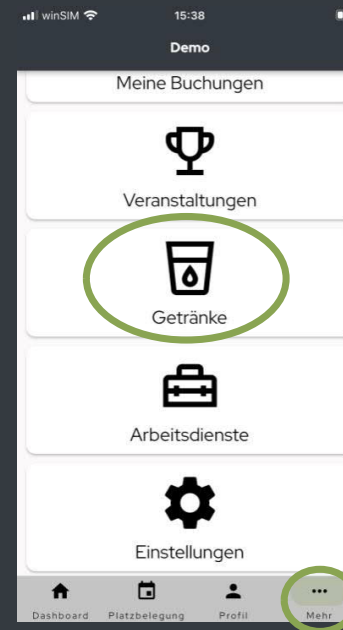 winSIM 15:38
Demo
Meine Buchungen
Veranstaltungen
Getränke
Arbeitsdienste
Einstellungen
Dashboard Platzbelegung Profil Mehr